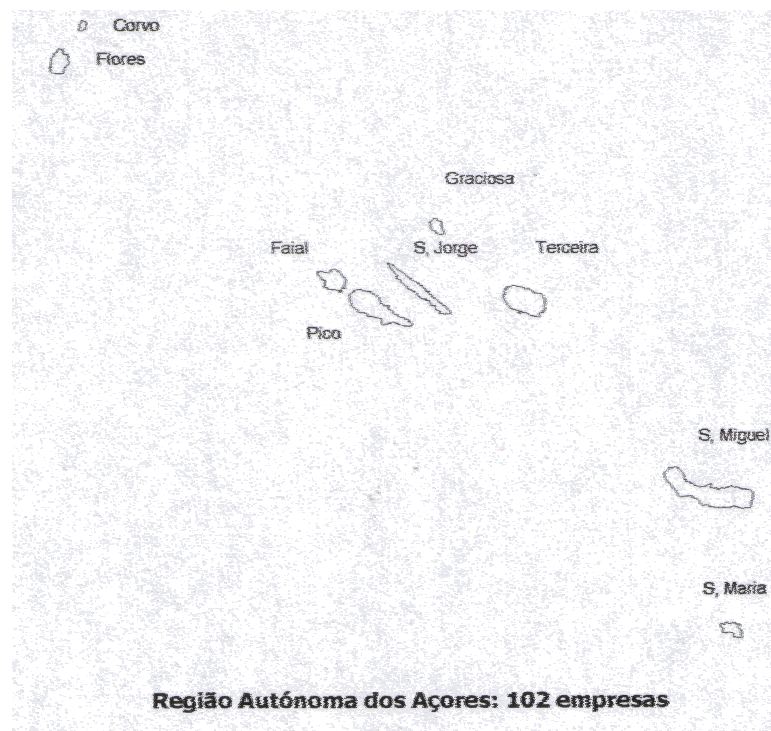 Corvo
Flores
Graciosa
Faial
S, Jorge
Terceira
Pico
S, Miguel
S, Maria
Região Autónoma dos Açores: 102 empresas